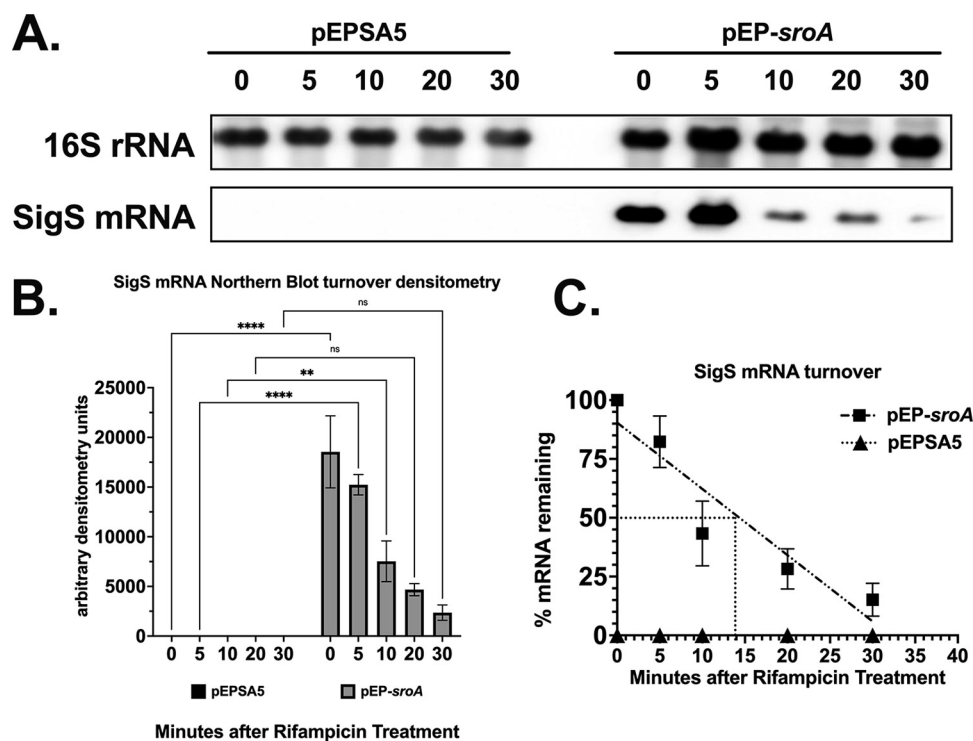 A.
pEPSA5 pEP-sroA
0 5 10 20 30 0 5 10 20 30
16S rRNA
SigS mRNA
B.
SigS mRNA Northern Blot turnover densitometry
ns
****
ns
**
****
arbitrary densitometry units
25000
20000
15000
10000
5000
0
0 5 10 20 30 0 5 10 20 30
pEPSA5 pEP-sroA
Minutes after Rifampicin Treatment
C.
SigS mRNA turnover
pEP-sroA
pEPSA5
% mRNA remaining
100
75
50
25
0
0 5 10 20 30 40
Minutes after Rifampicin Treatment